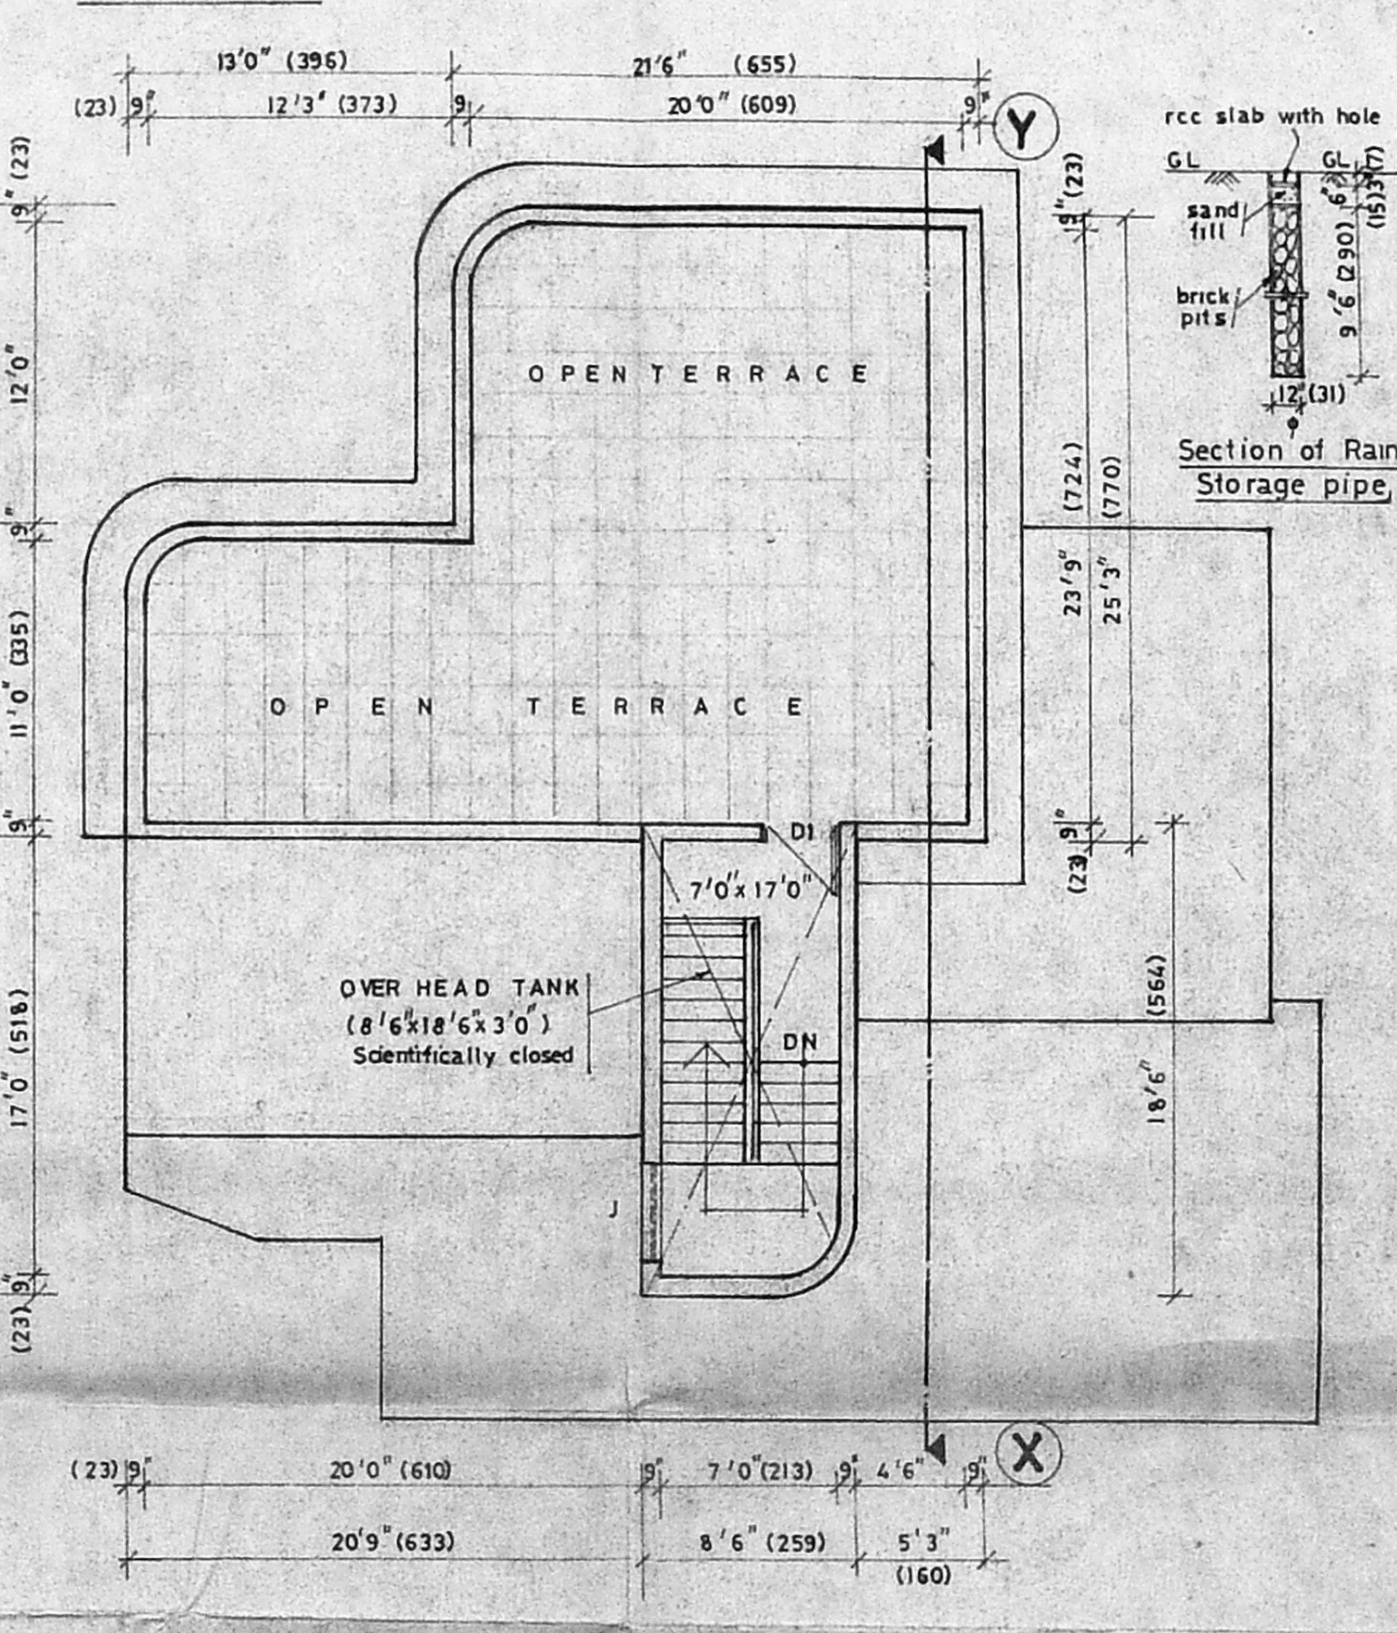 13'0" (396)
21'6" (655)
(23) 9" 12'3" (373) 9" 20'0" (609) 9"
Y
rcc slab with hole
GL GL
sand
fill
brick
pits
6" (15) 3" (7)
9'6" (290)
12" (31)
Section of Rain
Storage pipe
9" (23)
12'0"
9"
11'0" (335)
9"
17'0" (518)
(23) 9"
9" (23)
23'9" (724)
25'3" (770)
(23) 9"
18'6" (564)
OPEN TERRACE
OPEN TERRACE
D1
7'0"x 17'0"
OVER HEAD TANK
(8'6"x18'6"x 3'0")
Scientifically closed
DN
J
X
(23) 9" 20'0" (610) 9" 7'0" (213) 9" 4'6" 9"
20'9" (633) 8'6" (259) 5'3"
(160)